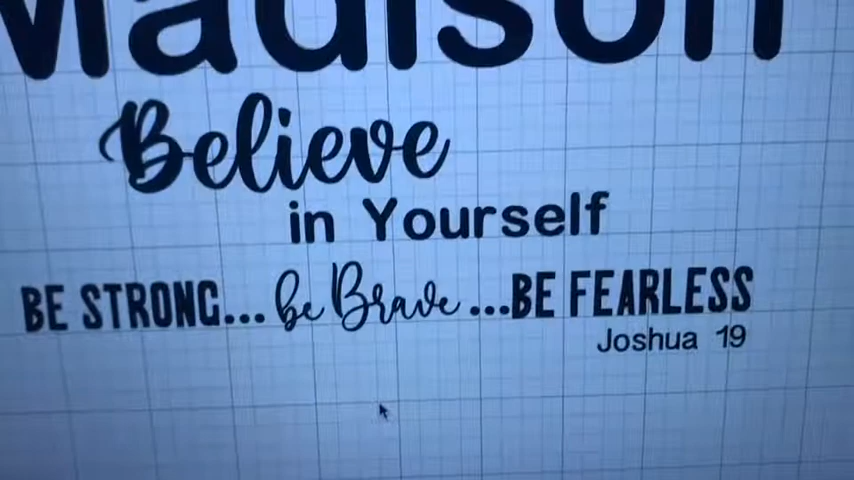 Madison
Believe
in Yourself
BE STRONG... be Brave ...BE FEARLESS
Joshua 19